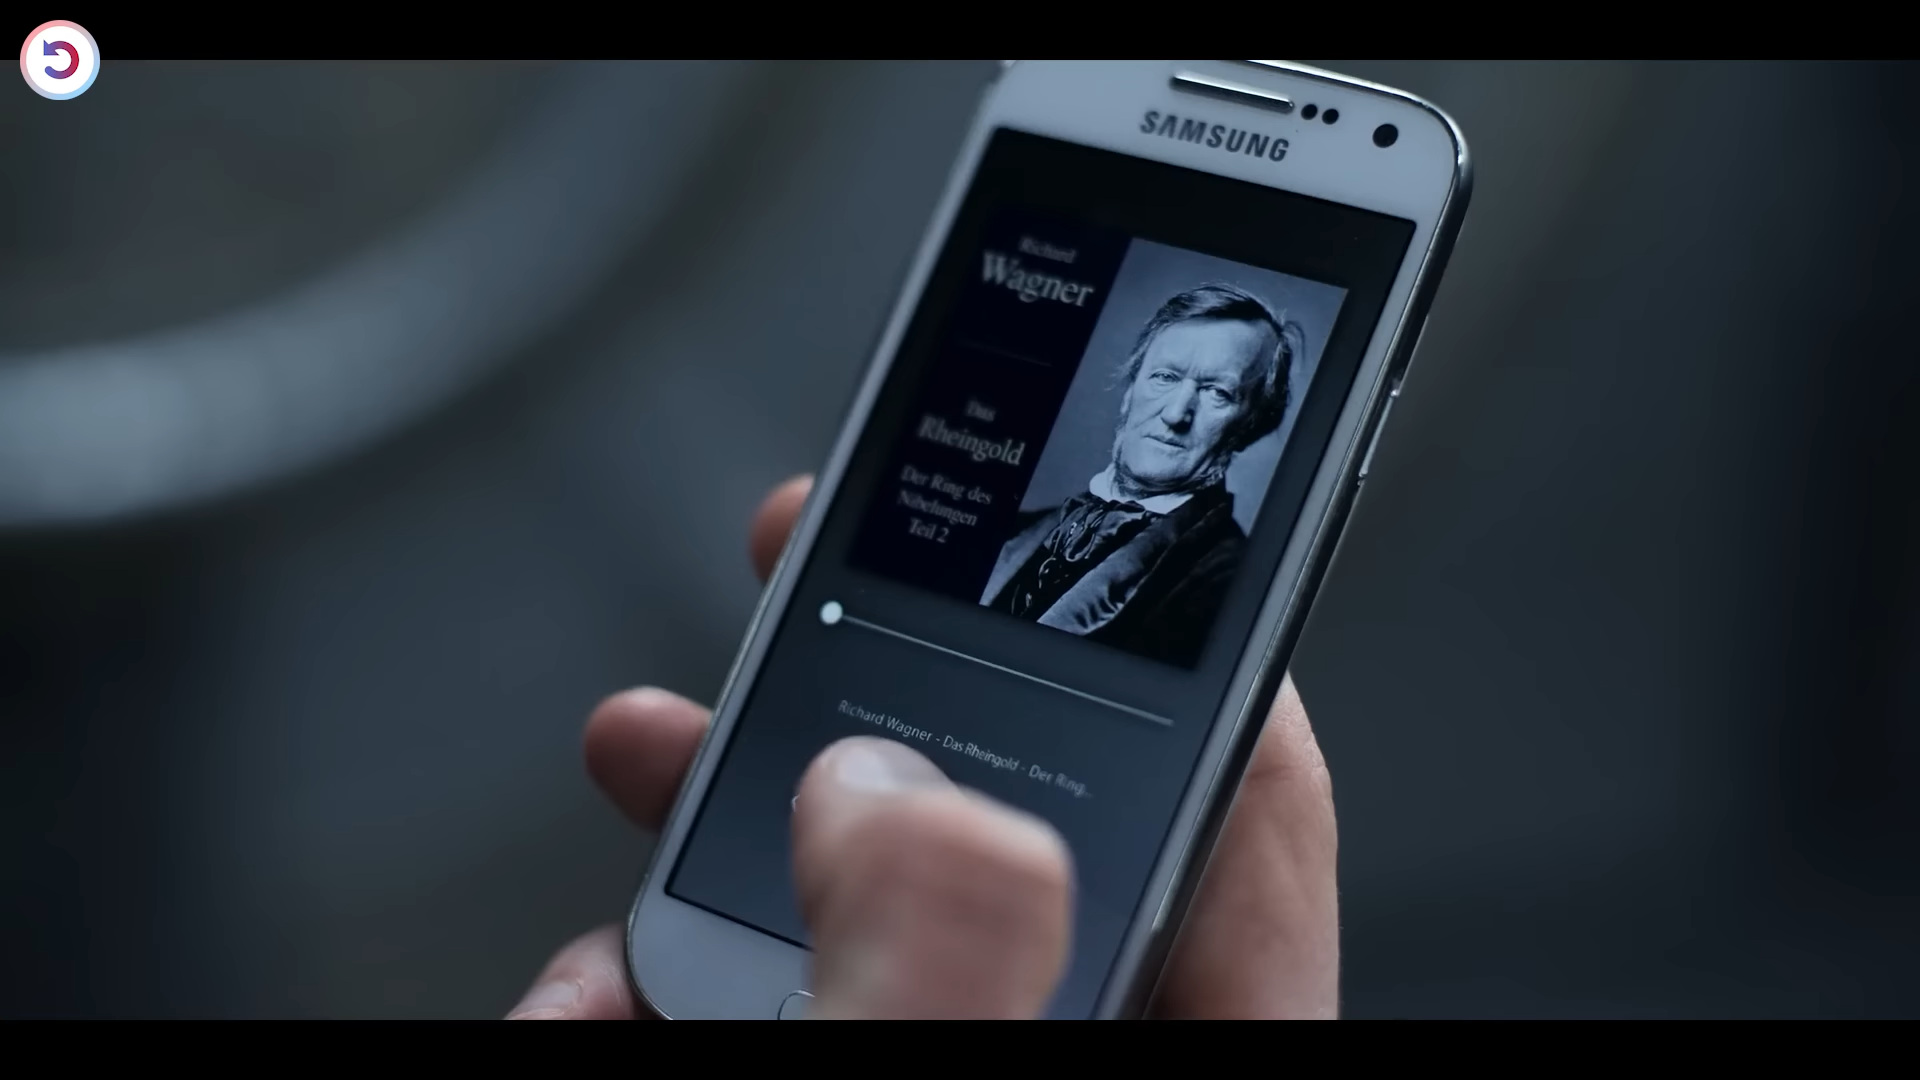 SAMSUNG
Richard
Wagner
Das
Rheingold
Der Ring des
Nibelungen
Teil 2
Richard Wagner - Das Rheingold - Der Ring...